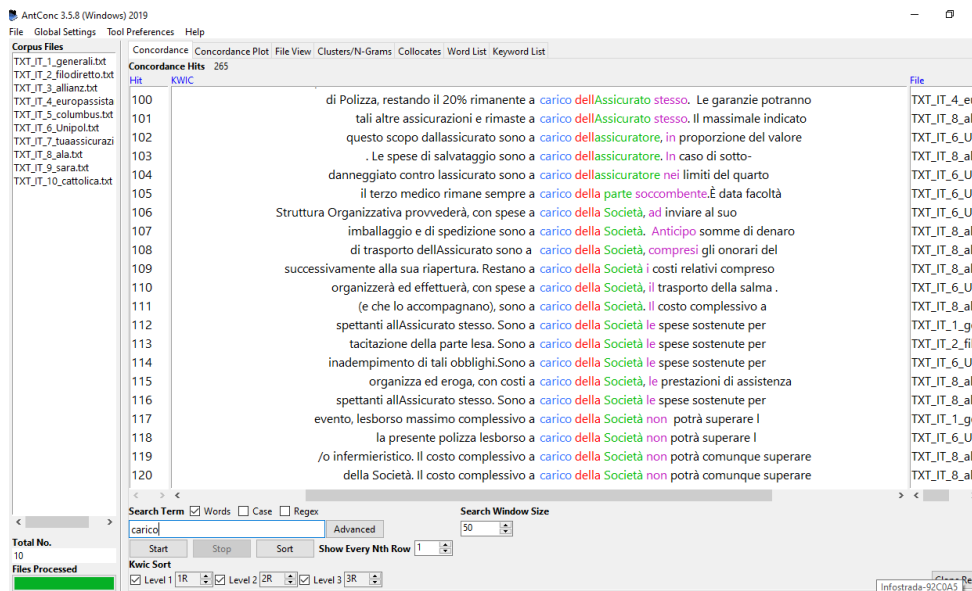 AntConc 3.5.8 (Windows) 2019
File Global Settings Tool Preferences Help
Corpus Files
TXT_IT_1_generali.txt
TXT_IT_2_filodiretto.txt
TXT_IT_3_allianz.txt
TXT_IT_4_europassista
TXT_IT_5_columbus.txt
TXT_IT_6_Unipol.txt
TXT_IT_7_tuaassicurazi
TXT_IT_8_ala.txt
TXT_IT_9_sara.txt
TXT_IT_10_cattolica.txt
Total No.
10
Files Processed
Concordance Concordance Plot File View Clusters/N-Grams Collocates Word List Keyword List
Concordance Hits 265
Hit KWIC File
100 di Polizza, restando il 20% rimanente a carico dellAssicurato stesso. Le garanzie potranno TXT_IT_4_eu
101 tali altre assicurazioni e rimaste a carico dellAssicurato stesso. Il massimale indicato TXT_IT_8_al
102 questo scopo dallassicurato sono a carico dellassicuratore, in proporzione del valore TXT_IT_6_U
103 . Le spese di salvataggio sono a carico dellassicuratore. In caso di sotto- TXT_IT_8_al
104 danneggiato contro lassicurato sono a carico dellassicuratore nei limiti del quarto TXT_IT_6_U
105 il terzo medico rimane sempre a carico della parte soccombente.È data facoltà TXT_IT_6_U
106 Struttura Organizzativa provvederà, con spese a carico della Società, ad inviare al suo TXT_IT_6_U
107 imballaggio e di spedizione sono a carico della Società. Anticipo somme di denaro TXT_IT_8_al
108 di trasporto dellAssicurato sono a carico della Società, compresi gli onorari del TXT_IT_8_al
109 successivamente alla sua riapertura. Restano a carico della Società i costi relativi compreso TXT_IT_8_al
110 organizzerà ed effettuerà, con spese a carico della Società, il trasporto della salma . TXT_IT_6_U
111 (e che lo accompagnano), sono a carico della Società. Il costo complessivo a TXT_IT_8_al
112 spettanti allAssicurato stesso. Sono a carico della Società le spese sostenute per TXT_IT_1_ge
113 tacitazione della parte lesa. Sono a carico della Società le spese sostenute per TXT_IT_2_fil
114 inadempimento di tali obblighi.Sono a carico della Società le spese sostenute per TXT_IT_6_U
115 organizza ed eroga, con costi a carico della Società, le prestazioni di assistenza TXT_IT_8_al
116 spettanti allAssicurato stesso. Sono a carico della Società le spese sostenute per TXT_IT_8_al
117 evento, lesborso massimo complessivo a carico della Società non potrà superare l TXT_IT_1_ge
118 la presente polizza lesborso a carico della Società non potrà superare l TXT_IT_6_U
119 /o infermieristico. Il costo complessivo a carico della Società non potrà comunque superare TXT_IT_8_al
120 della Società. Il costo complessivo a carico della Società non potrà comunque superare TXT_IT_8_al
Search Term Words Case Regex Search Window Size
carico Advanced 50
Start Stop Sort Show Every Nth Row 1
Kwic Sort
Level 1 1R Level 2 2R Level 3 3R
Infostrada-92C0A5